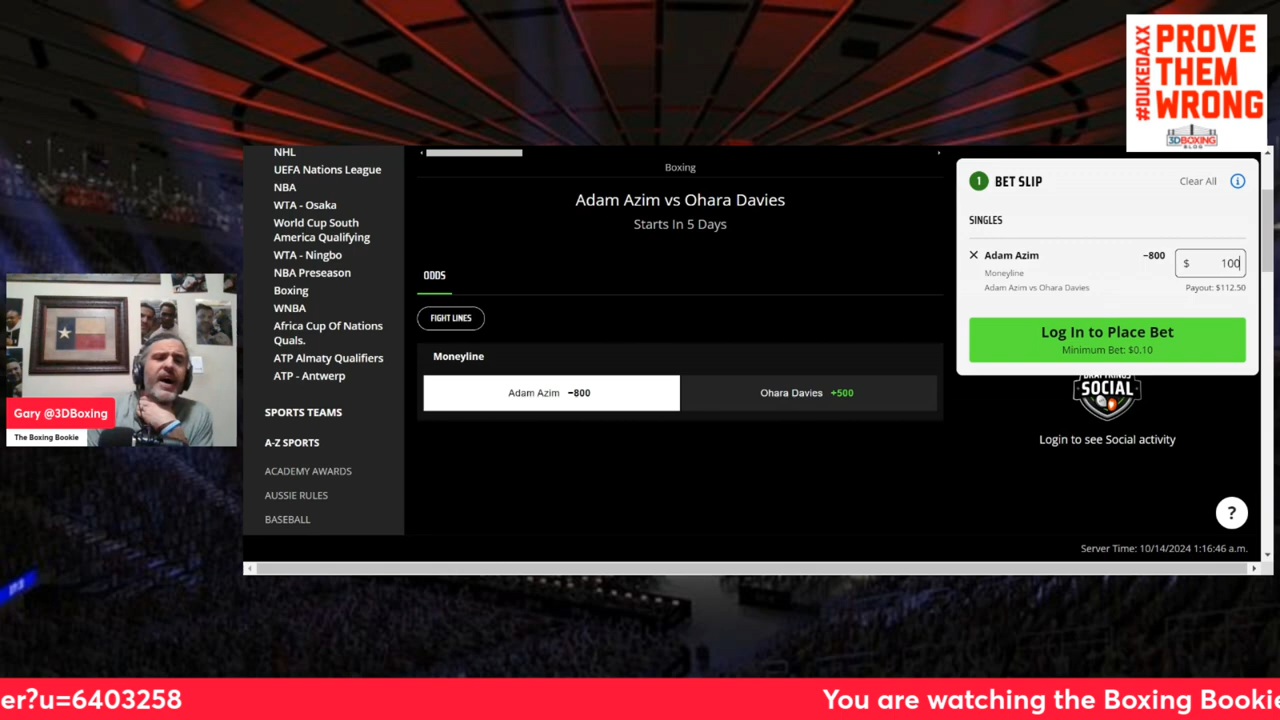 #DUKEDAXX
PROVE
THEM
WRONG
3DBOXING
BLOG
NHL
UEFA Nations League
NBA
WTA - Osaka
World Cup South
America Qualifying
WTA - Ningbo
NBA Preseason
Boxing
WNBA
Africa Cup Of Nations
Quals.
ATP Almaty Qualifiers
ATP - Antwerp
SPORTS TEAMS
A-Z SPORTS
ACADEMY AWARDS
AUSSIE RULES
BASEBALL
Boxing
Adam Azim vs Ohara Davies
Starts In 5 Days
ODDS
FIGHT LINES
Moneyline
Adam Azim −800
Ohara Davies +500
1 BET SLIP
Clear All
SINGLES
Adam Azim −800 $ 100
Moneyline
Adam Azim vs Ohara Davies Payout: $112.50
Log In to Place Bet
Minimum Bet: $0.10
DRAFTKINGS
SOCIAL
Login to see Social activity
?
Server Time: 10/14/2024 1:16:46 a.m.
Gary @3DBoxing
The Boxing Bookie
er?u=6403258
You are watching the Boxing Bookie